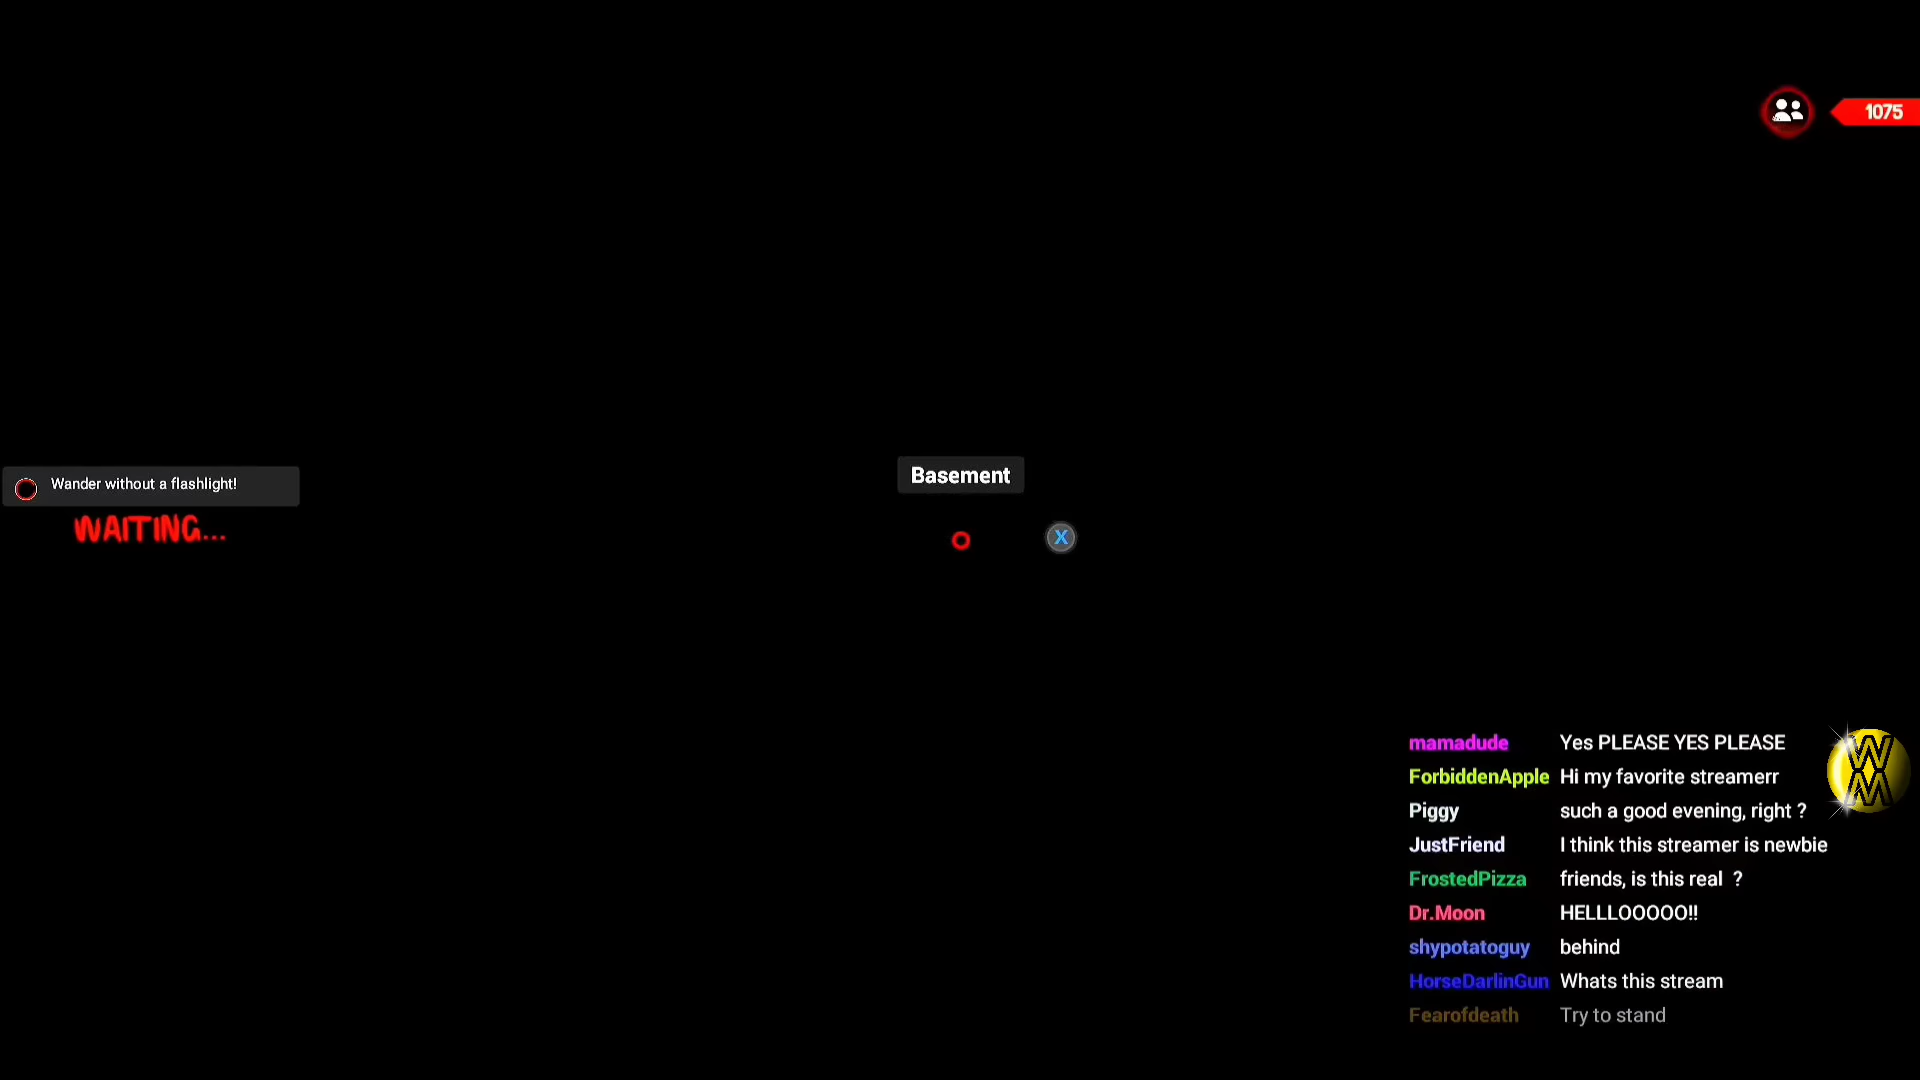 1075
Basement
Wander without a flashlight!
WAITING...
X
mamadude Yes PLEASE YES PLEASE
ForbiddenApple Hi my favorite streamerr
Piggy such a good evening, right ?
JustFriend I think this streamer is newbie
FrostedPizza friends, is this real ?
Dr.Moon HELLLOOOOO!!
shypotatoguy behind
HorseDarlinGun Whats this stream
Fearofdeath Try to stand
WM